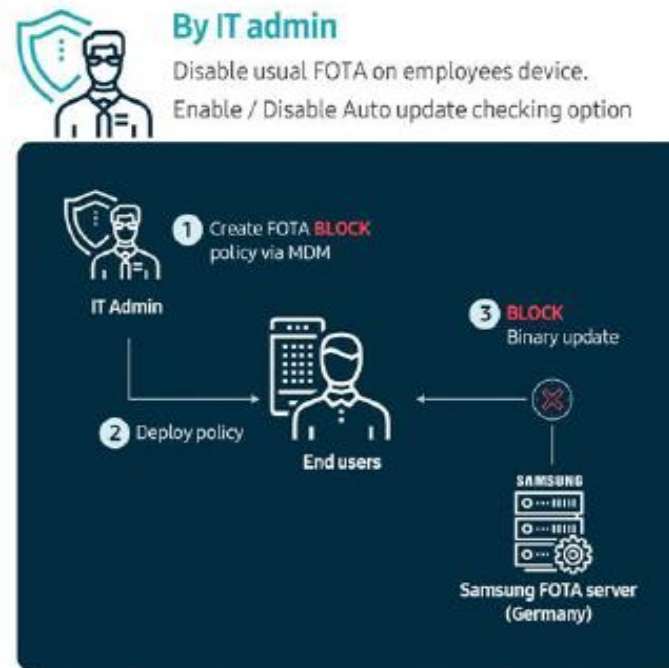 By IT admin
Disable usual FOTA on employees device.
Enable / Disable Auto update checking option
1 Create FOTA BLOCK
policy via MDM
IT Admin
3 BLOCK
Binary update
2 Deploy policy
End users
SAMSUNG
Samsung FOTA server
(Germany)